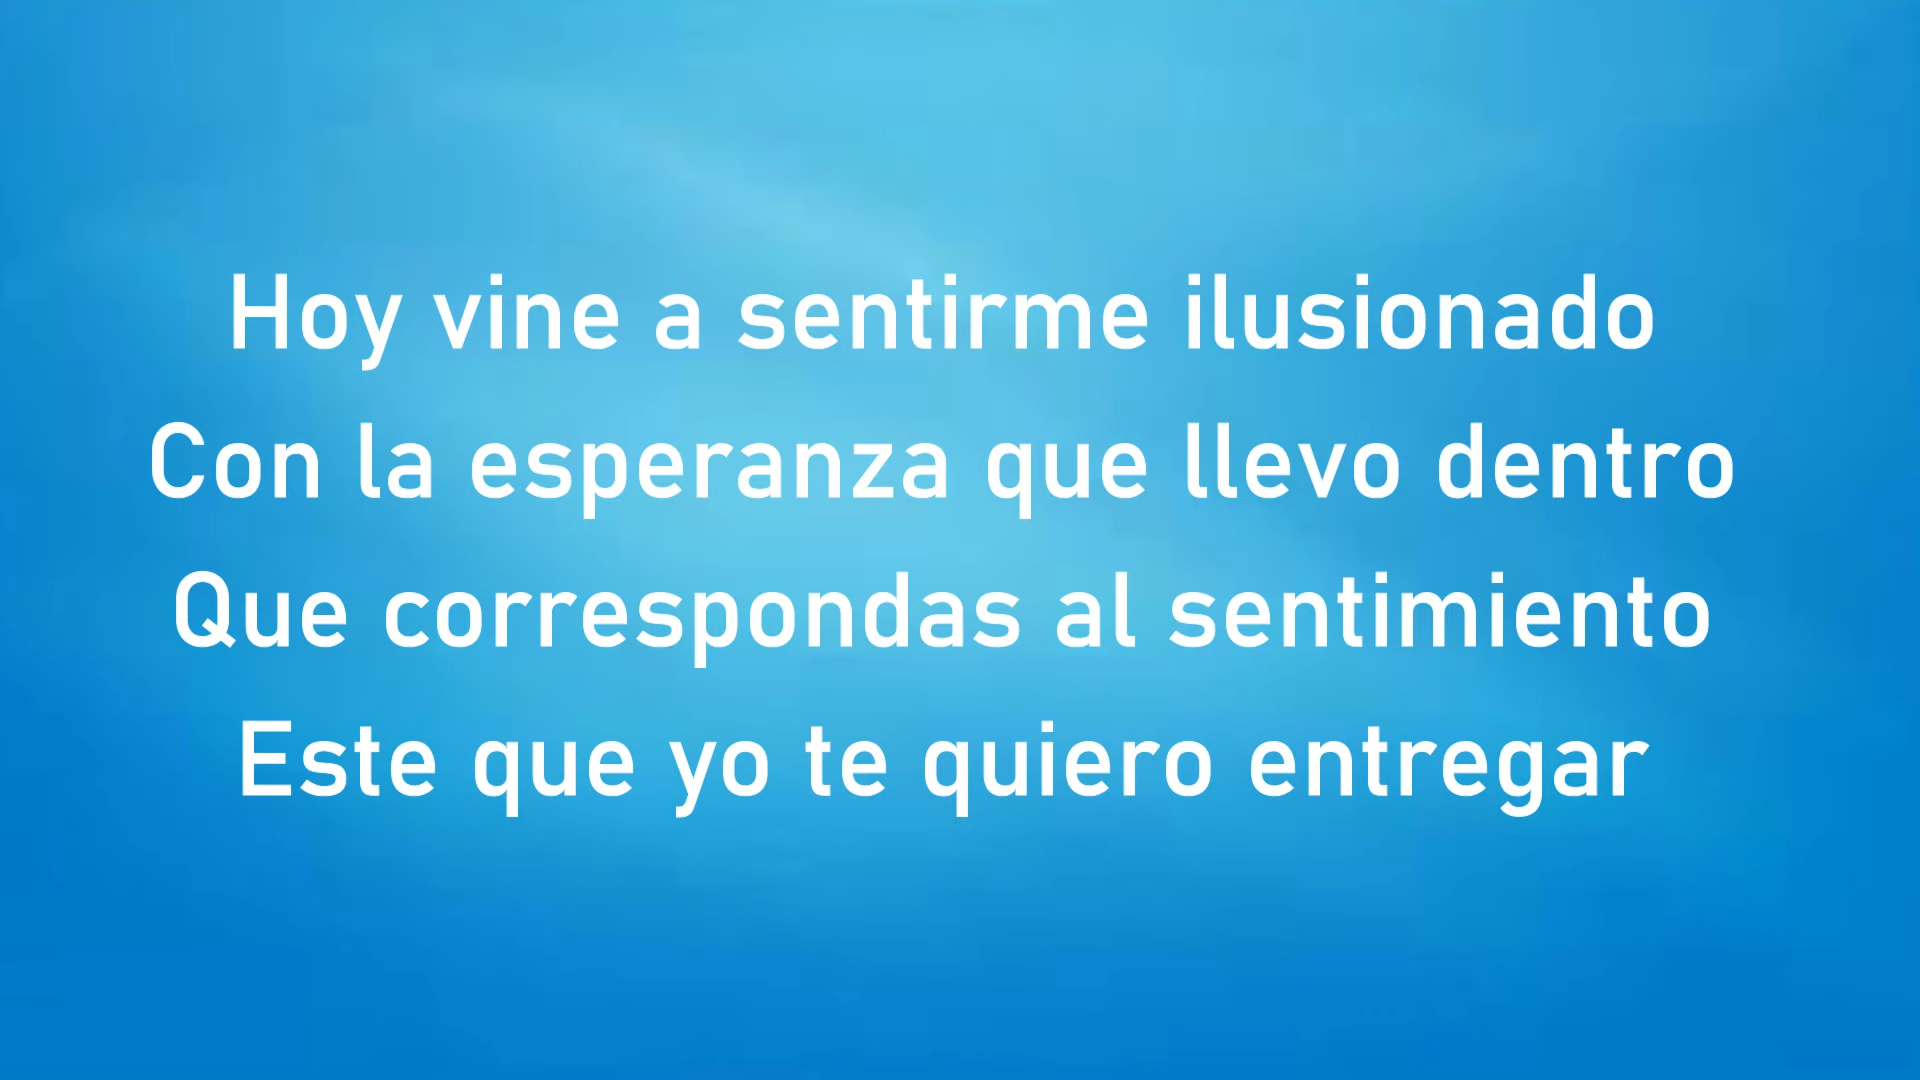 Hoy vine a sentirme ilusionado
Con la esperanza que llevo dentro
Que correspondas al sentimiento
Este que yo te quiero entregar